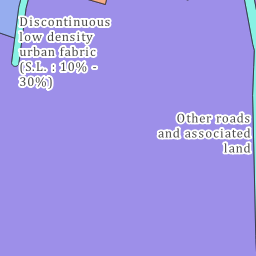 Discontinuous
low density
urban fabric
(S.L. : 10% -
30%)
Other roads
and associated
land